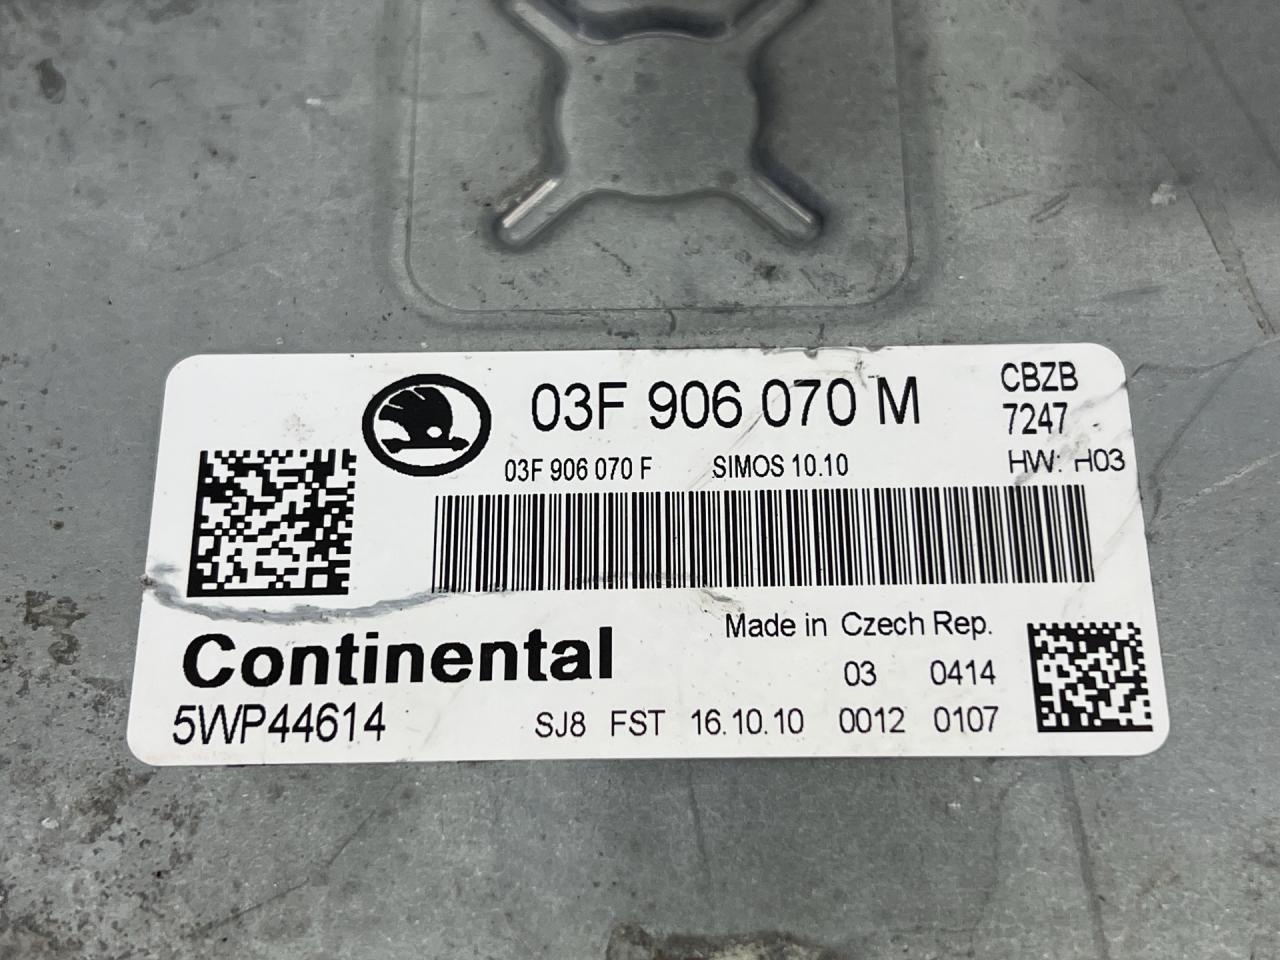 03F 906 070 M
CBZB
7247
03F 906 070 F SIMOS 10.10
HW: H03
Made in Czech Rep.
Continental
03 0414
5WP44614
SJ8 FST 16.10.10 0012 0107